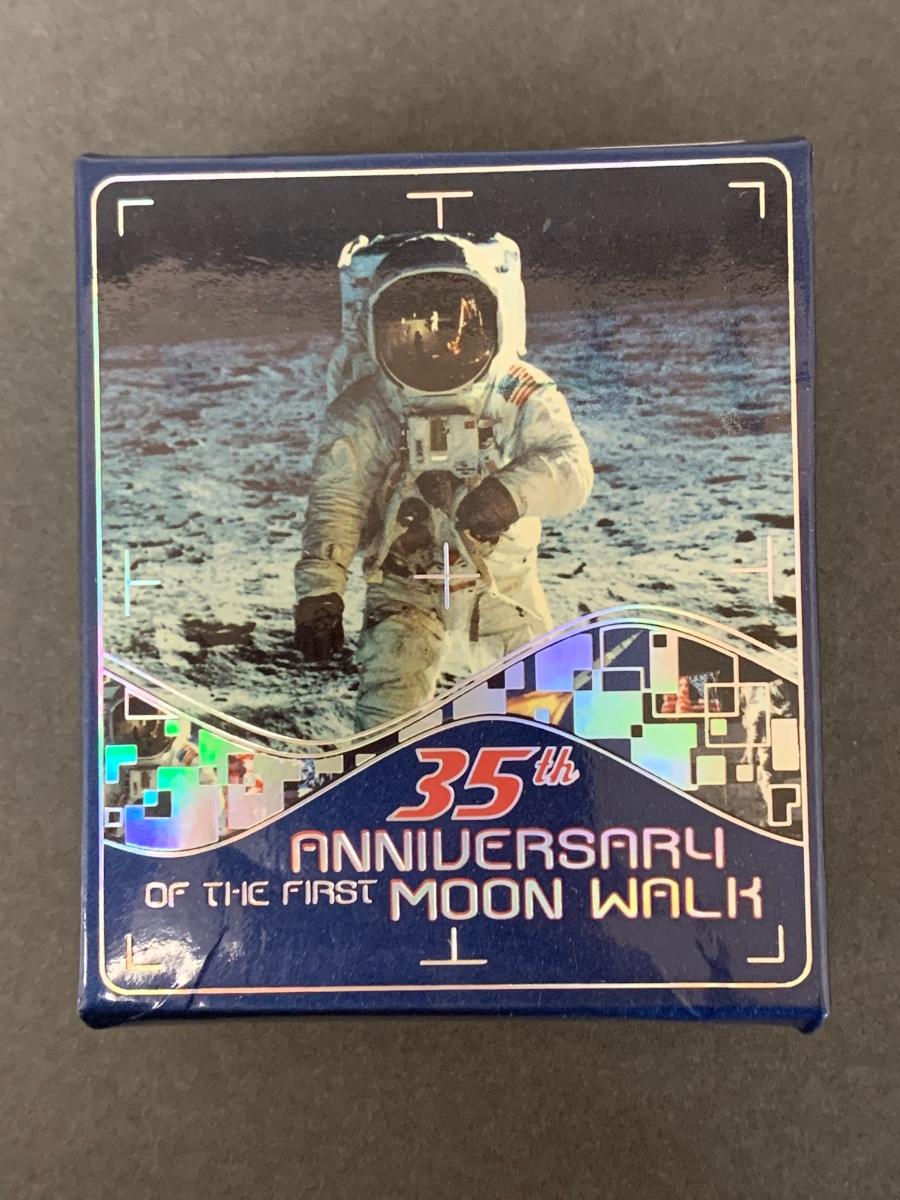 35th
ANNIVERSARY
OF THE FIRST MOON WALK